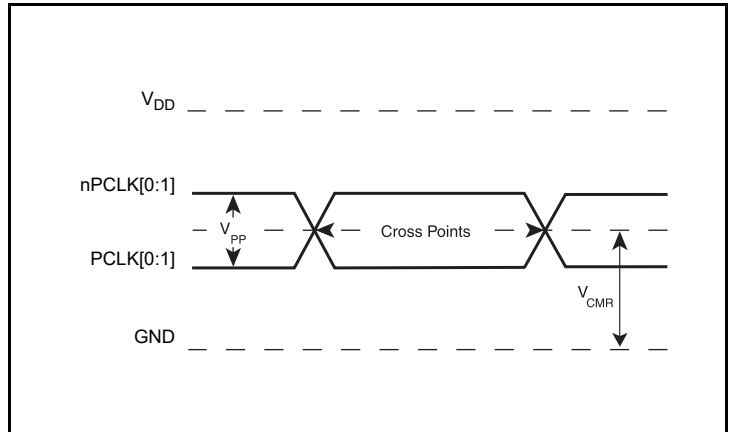 VDD
nPCLK[0:1]
VPP
Cross Points
PCLK[0:1]
VCMR
GND